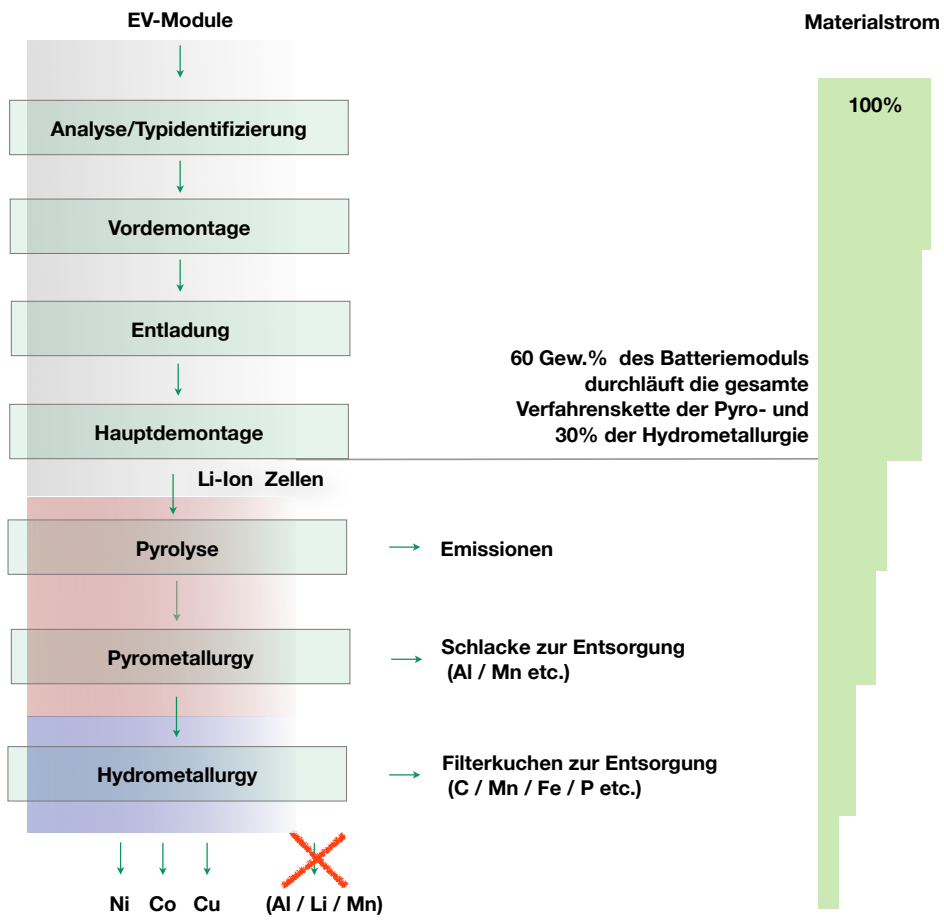 EV-Module
Materialstrom
100%
Analyse/Typidentifizierung
Vordemontage
Entladung
60 Gew.% des Batteriemoduls
durchläuft die gesamte
Verfahrenskette der Pyro- und
30% der Hydrometallurgie
Hauptdemontage
Li-Ion Zellen
Pyrolyse
Emissionen
Pyrometallurgy
Schlacke zur Entsorgung
(Al / Mn etc.)
Hydrometallurgy
Filterkuchen zur Entsorgung
(C / Mn / Fe / P etc.)
Ni Co Cu (Al / Li / Mn)